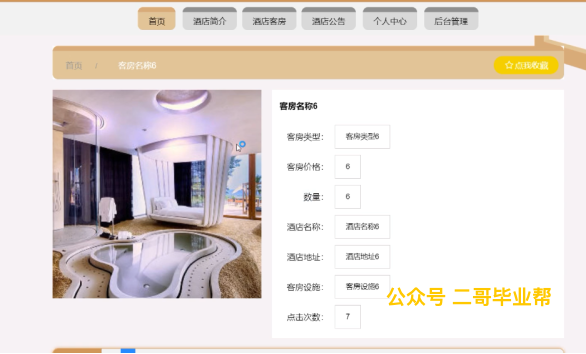 首页 酒店简介 酒店客房 酒店公告 个人中心 后台管理
首页 / 客房名称6 ☆点我收藏
客房名称6
客房类型： 客房类型6
客房价格： 6
数量： 6
酒店名称： 酒店名称6
酒店地址： 酒店地址6
客房设施： 客房设施6
公众号 二哥毕业帮
点击次数： 7